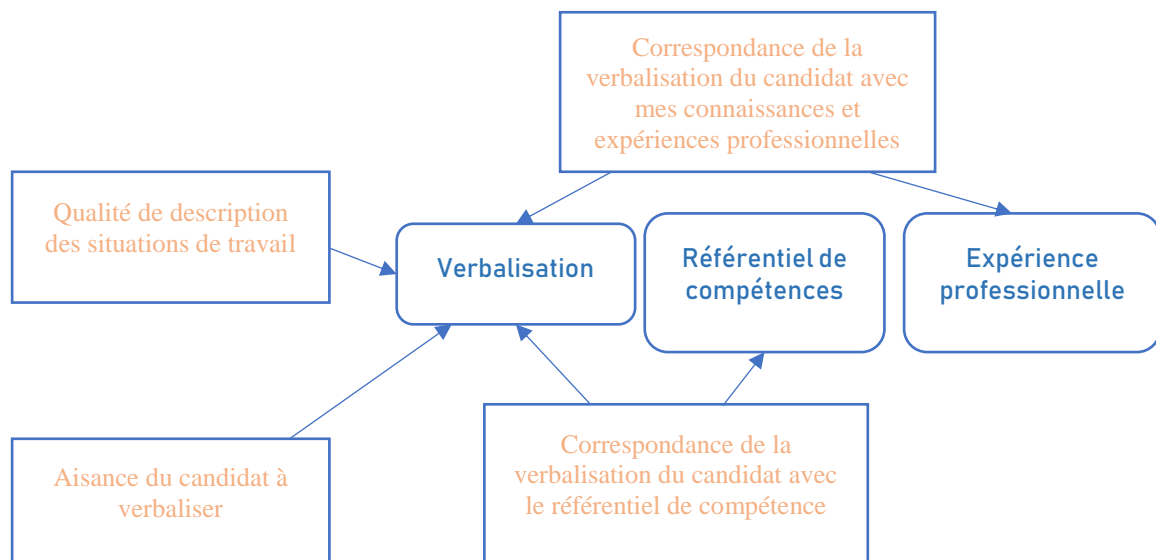 Correspondance de la
verbalisation du candidat avec
mes connaissances et
expériences professionnelles
Qualité de description
des situations de travail
Verbalisation
Référentiel de
compétences
Expérience
professionnelle
Aisance du candidat à
verbaliser
Correspondance de la
verbalisation du candidat avec
le référentiel de compétence